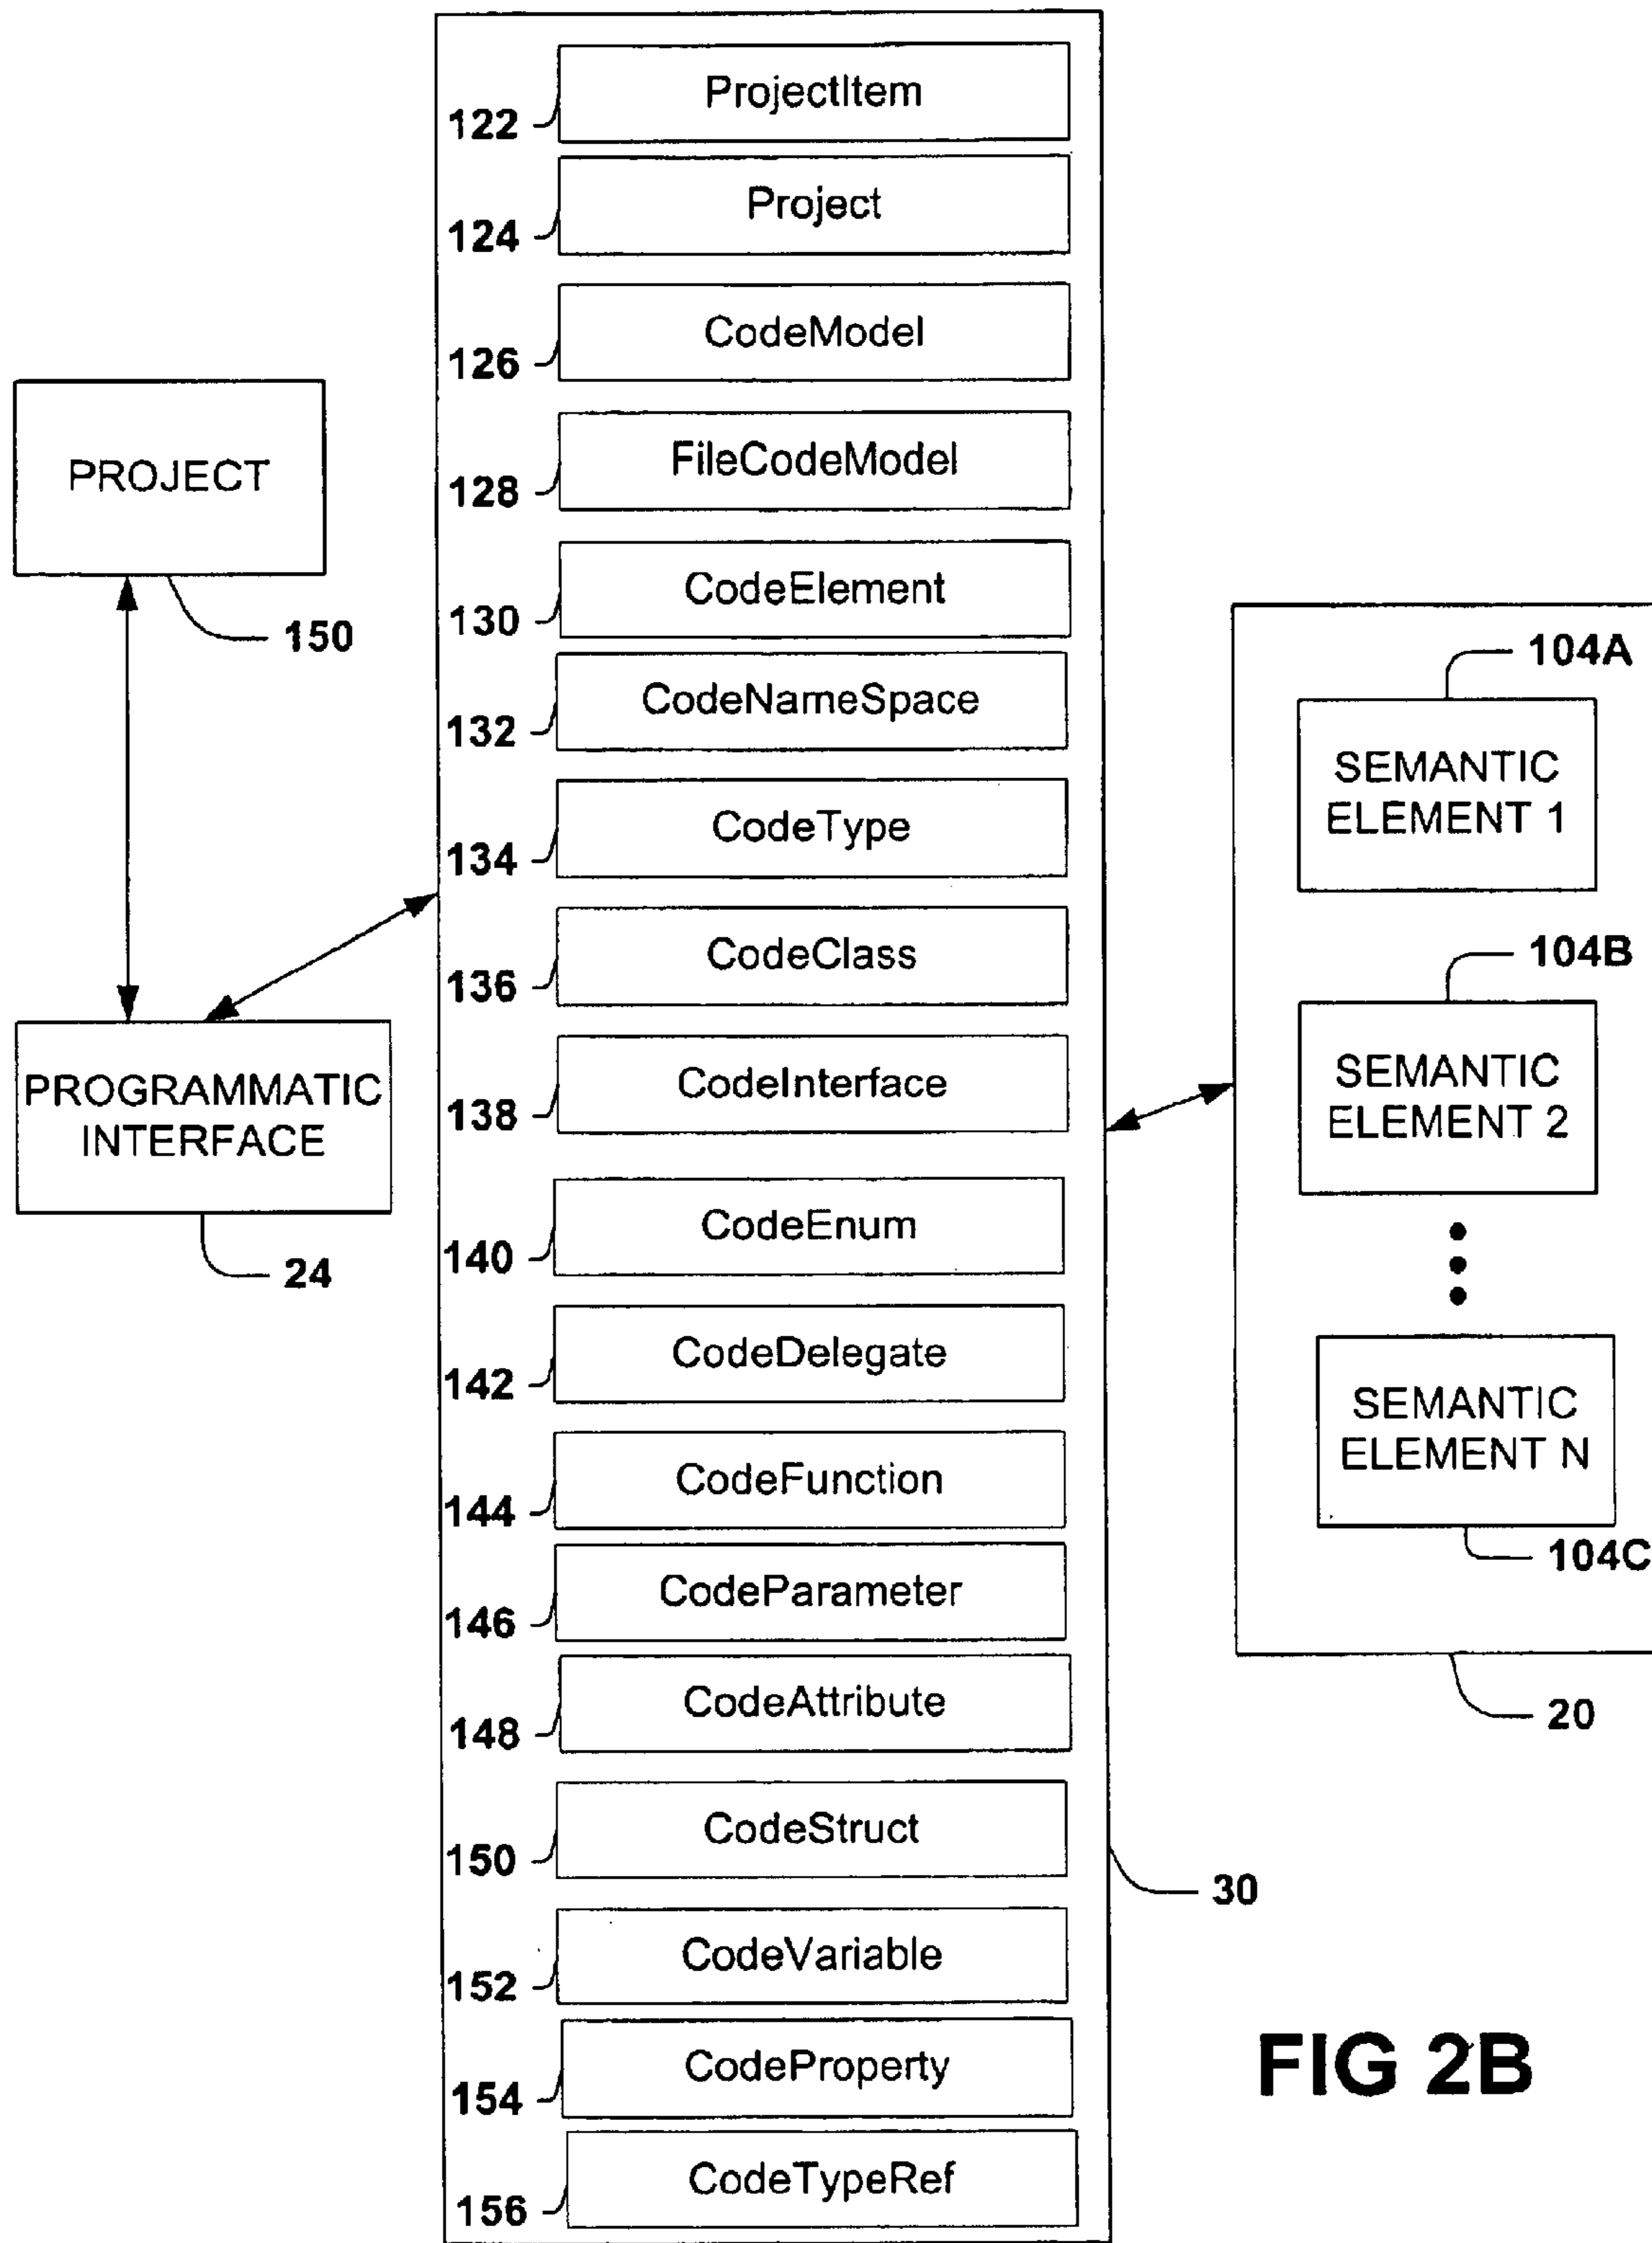 ProjectItem
122
Project
124
CodeModel
126
FileCodeModel
128
CodeElement
130
CodeNameSpace
132
CodeType
134
CodeClass
136
CodeInterface
138
CodeEnum
140
CodeDelegate
142
CodeFunction
144
CodeParameter
146
CodeAttribute
148
CodeStruct
150
CodeVariable
152
CodeProperty
154
CodeTypeRef
156
30
PROJECT
150
PROGRAMMATIC
INTERFACE
24
104A
SEMANTIC
ELEMENT 1
104B
SEMANTIC
ELEMENT 2
SEMANTIC
ELEMENT N
104C
20
FIG 2B